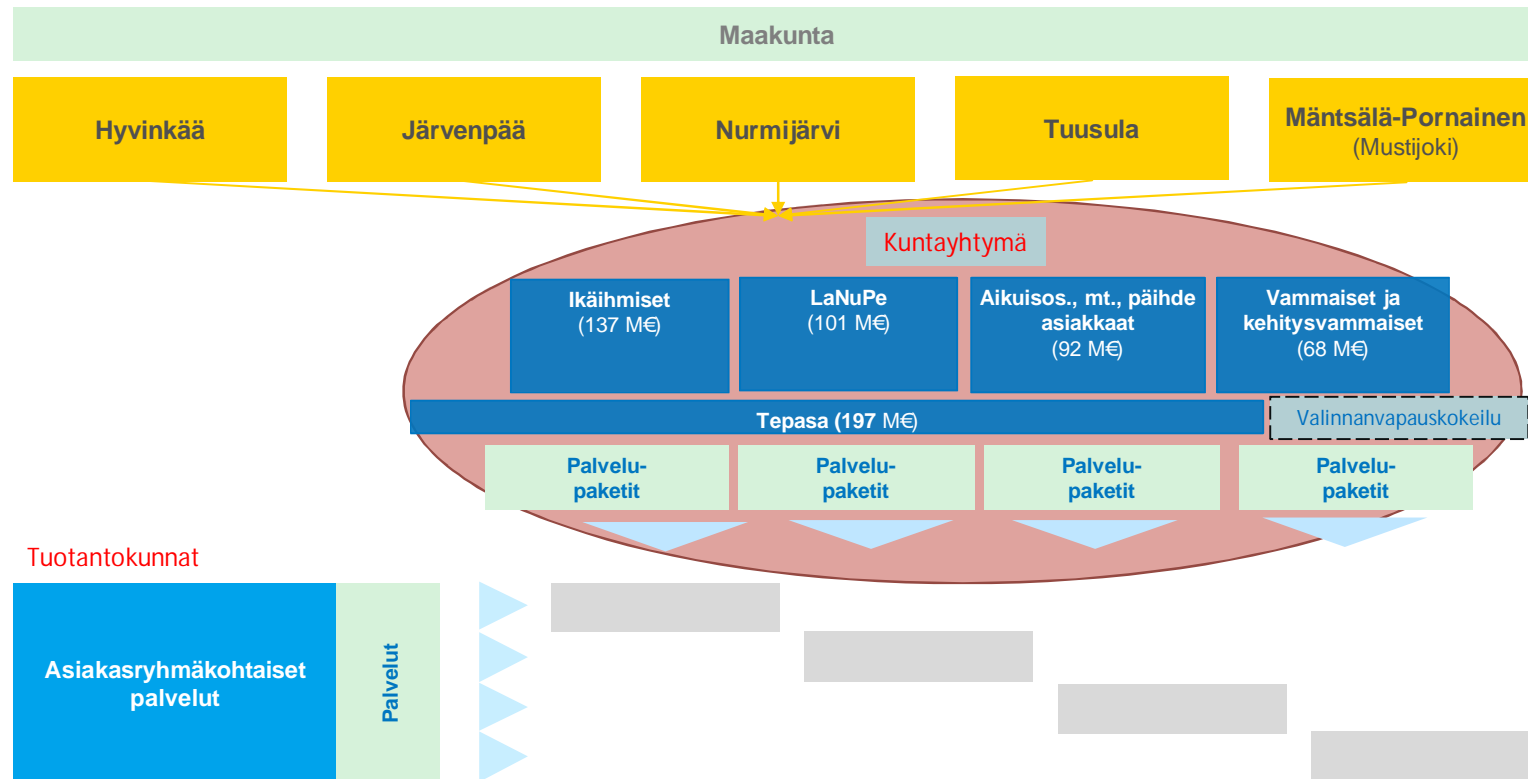 Maakunta
Hyvinkää
Järvenpää
Nurmijärvi
Tuusula
Mäntsälä-Pornainen
(Mustijoki)
Kuntayhtymä
Ikäihmiset
(137 M€)
LaNuPe
(101 M€)
Aikuisos., mt., päihde
asiakkaat
(92 M€)
Vammaiset ja
kehitysvammaiset
(68 M€)
Tepasa (197 M€)
Valinnanvapauskokeilu
Palvelu-
paketit
Palvelu-
paketit
Palvelu-
paketit
Palvelu-
paketit
Tuotantokunnat
Asiakasryhmäkohtaiset
palvelut
Palvelut